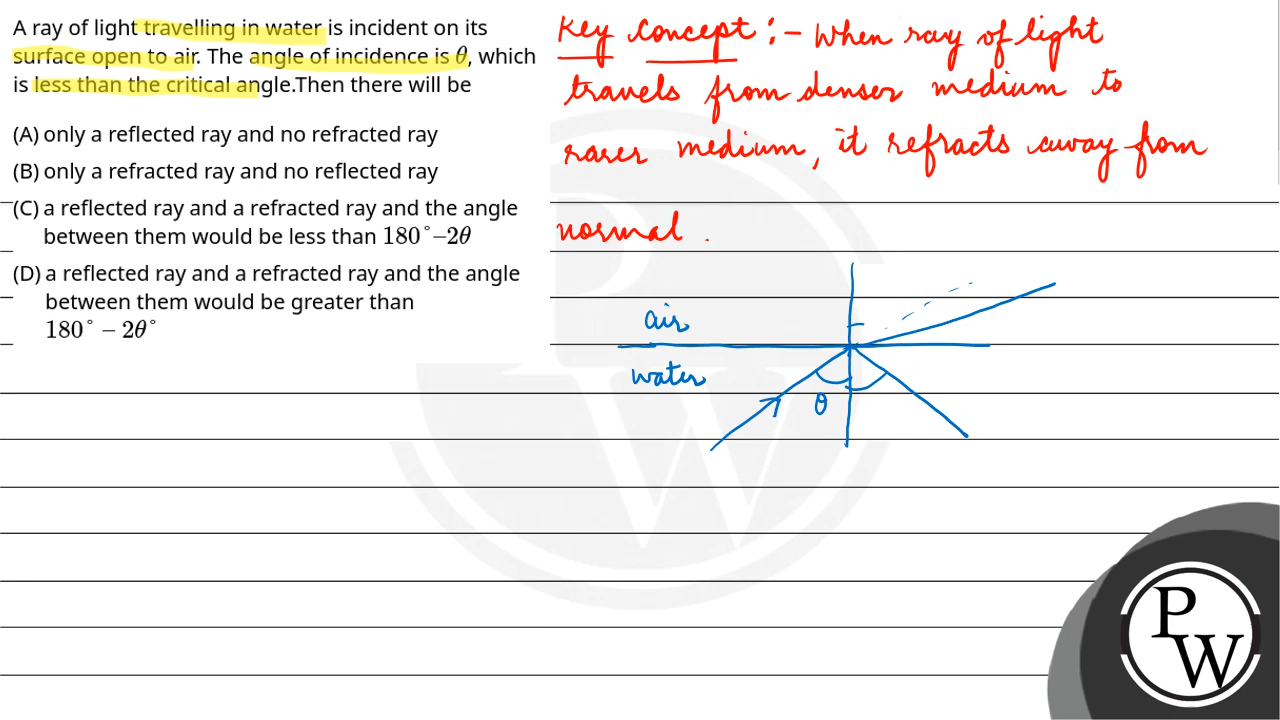 A ray of light travelling in water is incident on its
surface open to air. The angle of incidence is θ, which
is less than the critical angle.Then there will be
(A) only a reflected ray and no refracted ray
(B) only a refracted ray and no reflected ray
(C) a reflected ray and a refracted ray and the angle
between them would be less than 180°–2θ
(D) a reflected ray and a refracted ray and the angle
between them would be greater than
180° – 2θ°
Key concept :- When ray of light
travels from denser medium to
rarer medium, it refracts away from
normal.
air
water
θ
P
W
P
W